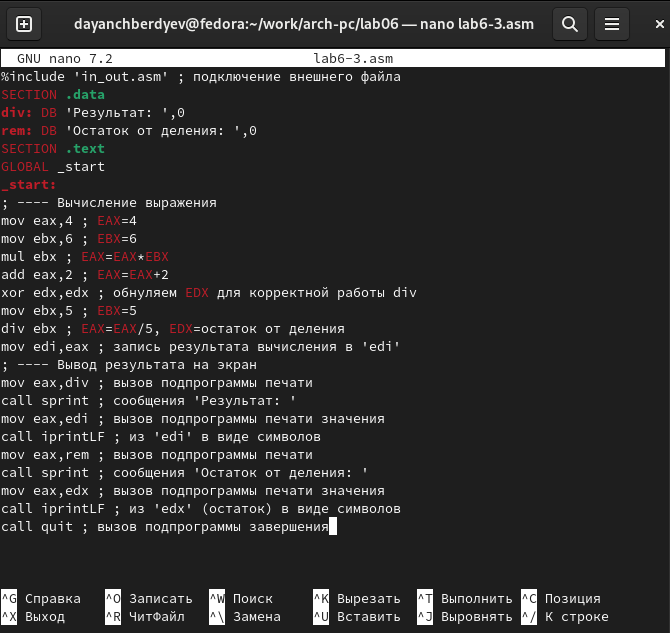 dayanchberdyev@fedora:~/work/arch-pc/lab06 — nano lab6-3.asm
GNU nano 7.2 lab6-3.asm
%include 'in_out.asm' ; подключение внешнего файла
SECTION .data
div: DB 'Результат: ',0
rem: DB 'Остаток от деления: ',0
SECTION .text
GLOBAL _start
_start:
; ---- Вычисление выражения
mov eax,4 ; EAX=4
mov ebx,6 ; EBX=6
mul ebx ; EAX=EAX*EBX
add eax,2 ; EAX=EAX+2
xor edx,edx ; обнуляем EDX для корректной работы div
mov ebx,5 ; EBX=5
div ebx ; EAX=EAX/5, EDX=остаток от деления
mov edi,eax ; запись результата вычисления в 'edi'
; ---- Вывод результата на экран
mov eax,div ; вызов подпрограммы печати
call sprint ; сообщения 'Результат: '
mov eax,edi ; вызов подпрограммы печати значения
call iprintLF ; из 'edi' в виде символов
mov eax,rem ; вызов подпрограммы печати
call sprint ; сообщения 'Остаток от деления: '
mov eax,edx ; вызов подпрограммы печати значения
call iprintLF ; из 'edx' (остаток) в виде символов
call quit ; вызов подпрограммы завершения
^G Справка ^O Записать ^W Поиск ^K Вырезать ^T Выполнить ^C Позиция
^X Выход ^R ЧитФайл ^\ Замена ^U Вставить ^J Выровнять ^/ К строке